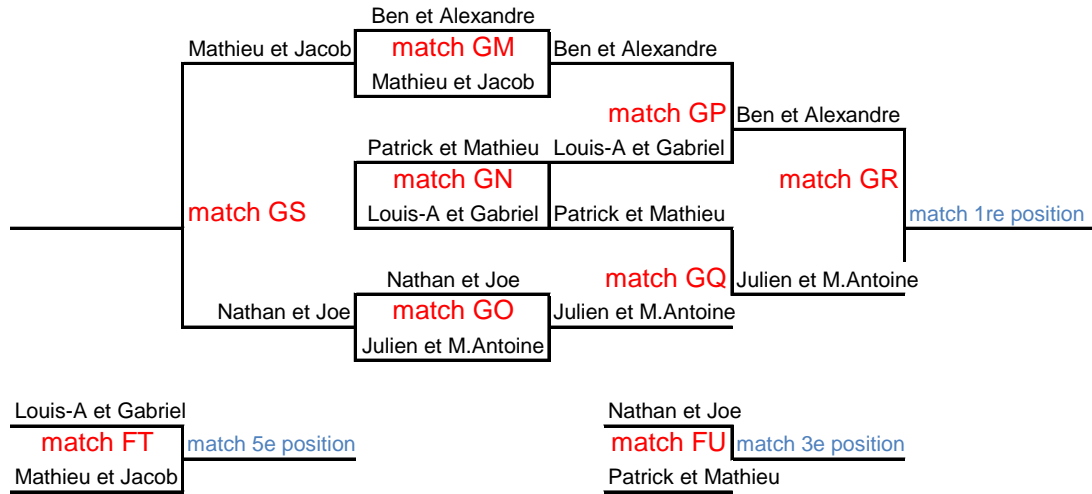 Ben et Alexandre
Mathieu et Jacob match GM Ben et Alexandre
Mathieu et Jacob
match GP Ben et Alexandre
Patrick et Mathieu Louis-A et Gabriel
match GN match GR
match GS Louis-A et Gabriel Patrick et Mathieu match 1re position
Nathan et Joe match GQ Julien et M.Antoine
Nathan et Joe match GO Julien et M.Antoine
Julien et M.Antoine
Louis-A et Gabriel Nathan et Joe
match FT match 5e position match FU match 3e position
Mathieu et Jacob Patrick et Mathieu